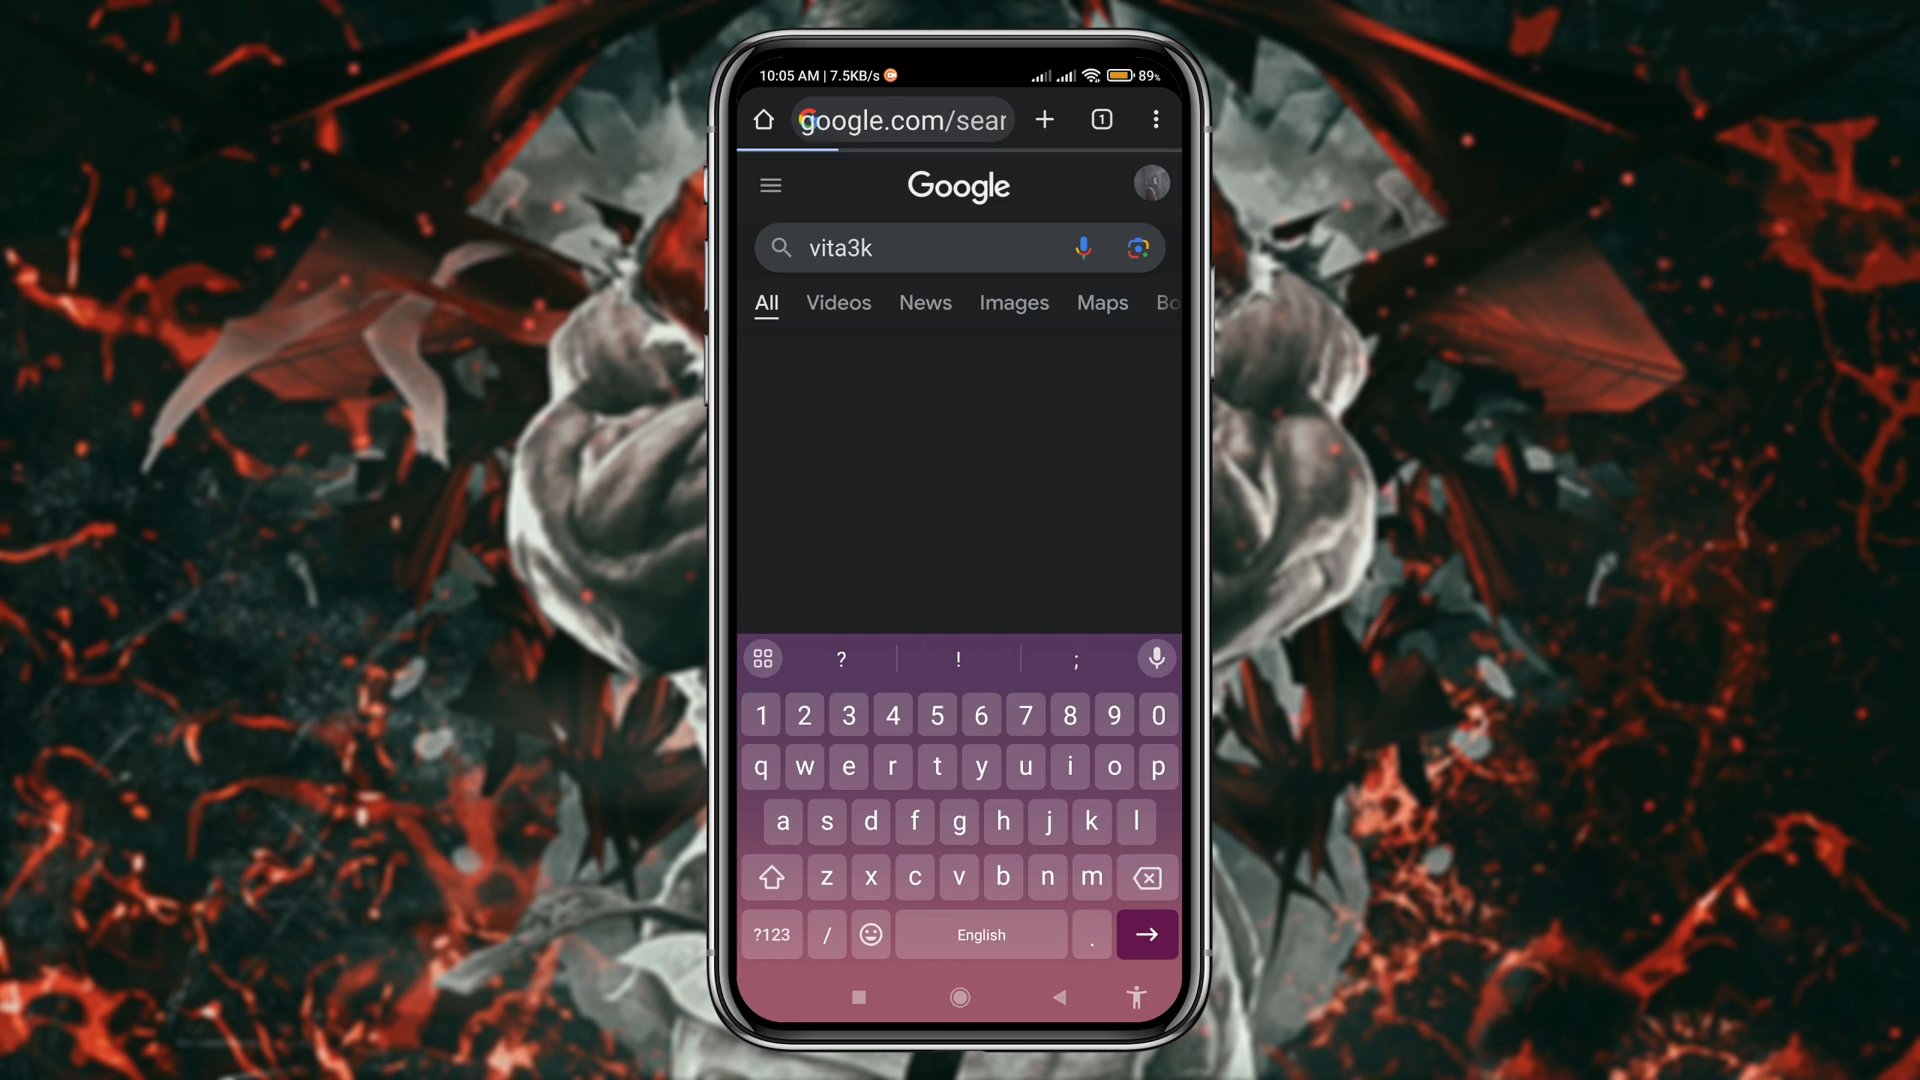 10:05 AM | 7.5KB/s 89%
google.com/sear 1
Google
vita3k
All Videos News Images Maps Bo
? ! ;
1 2 3 4 5 6 7 8 9 0
q w e r t y u i o p
a s d f g h j k l
z x c v b n m
?123 / English .